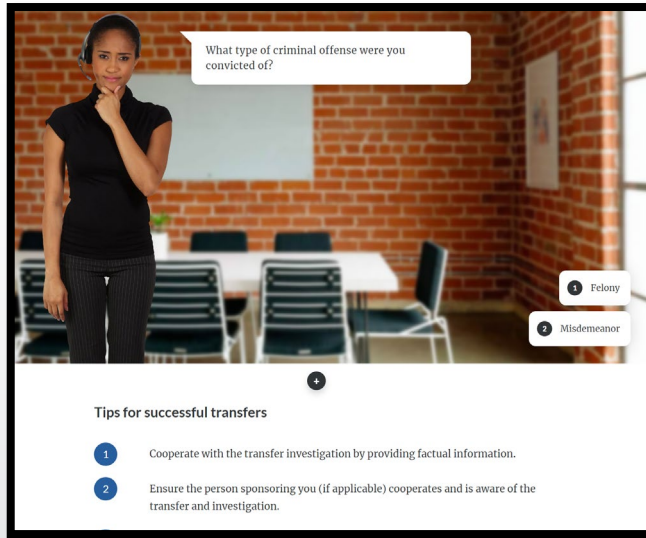 What type of criminal offense were you
convicted of?
1 Felony
2 Misdemeanor
+
Tips for successful transfers
1 Cooperate with the transfer investigation by providing factual information.
2 Ensure the person sponsoring you (if applicable) cooperates and is aware of the
transfer and investigation.